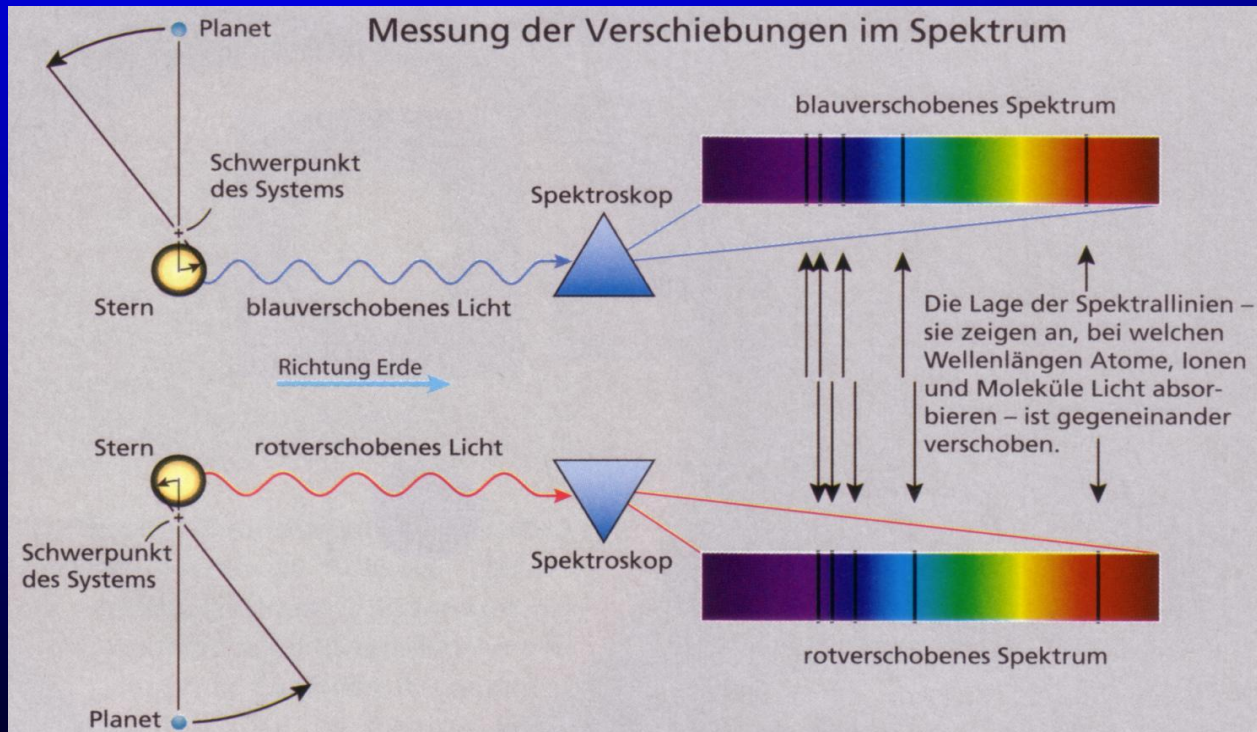 Messung der Verschiebungen im Spektrum
Planet
blauverschobenes Spektrum
Schwerpunkt
des Systems
Spektroskop
Stern
blauverschobenes Licht
Die Lage der Spektrallinien –
sie zeigen an, bei welchen
Wellenlängen Atome, Ionen
und Moleküle Licht absor-
bieren – ist gegeneinander
verschoben.
Richtung Erde
Stern
rotverschobenes Licht
Schwerpunkt
des Systems
Spektroskop
rotverschobenes Spektrum
Planet